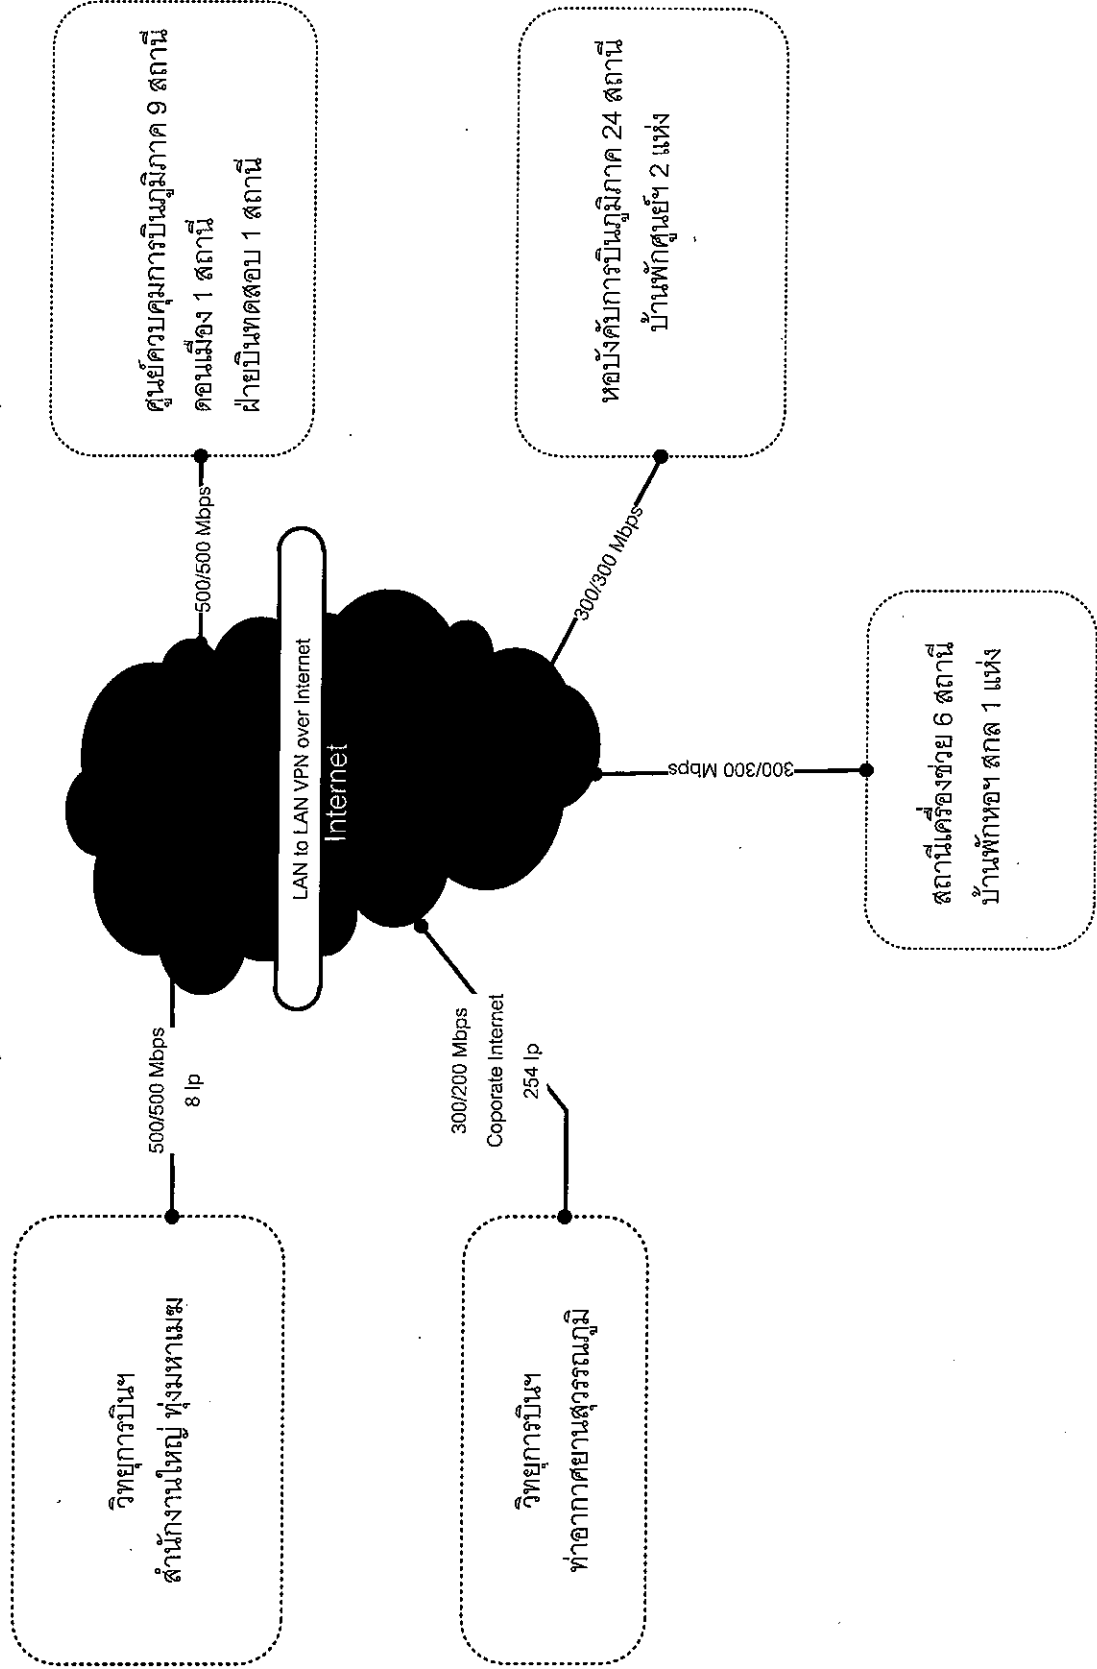 วิทยุการบินฯ
สำนักงานใหญ่ ทุ่งมหาเมฆ
500/500 Mbps
8 Ip
LAN to LAN VPN over Internet
Internet
500/500 Mbps
ศูนย์ควบคุมการบินภูมิภาค 9 สถานี
ดอนเมือง 1 สถานี
ฝ่ายบินทดสอบ 1 สถานี
วิทยุการบินฯ
ท่าอากาศยานสุวรรณภูมิ
300/200 Mbps
Coporate Internet
254 Ip
300/300 Mbps
หอบังคับการบินภูมิภาค 24 สถานี
บ้านพักศูนย์ฯ 2 แห่ง
300/300 Mbps
สถานีเครื่องช่วย 6 สถานี
บ้านพักหอฯ สกล 1 แห่ง